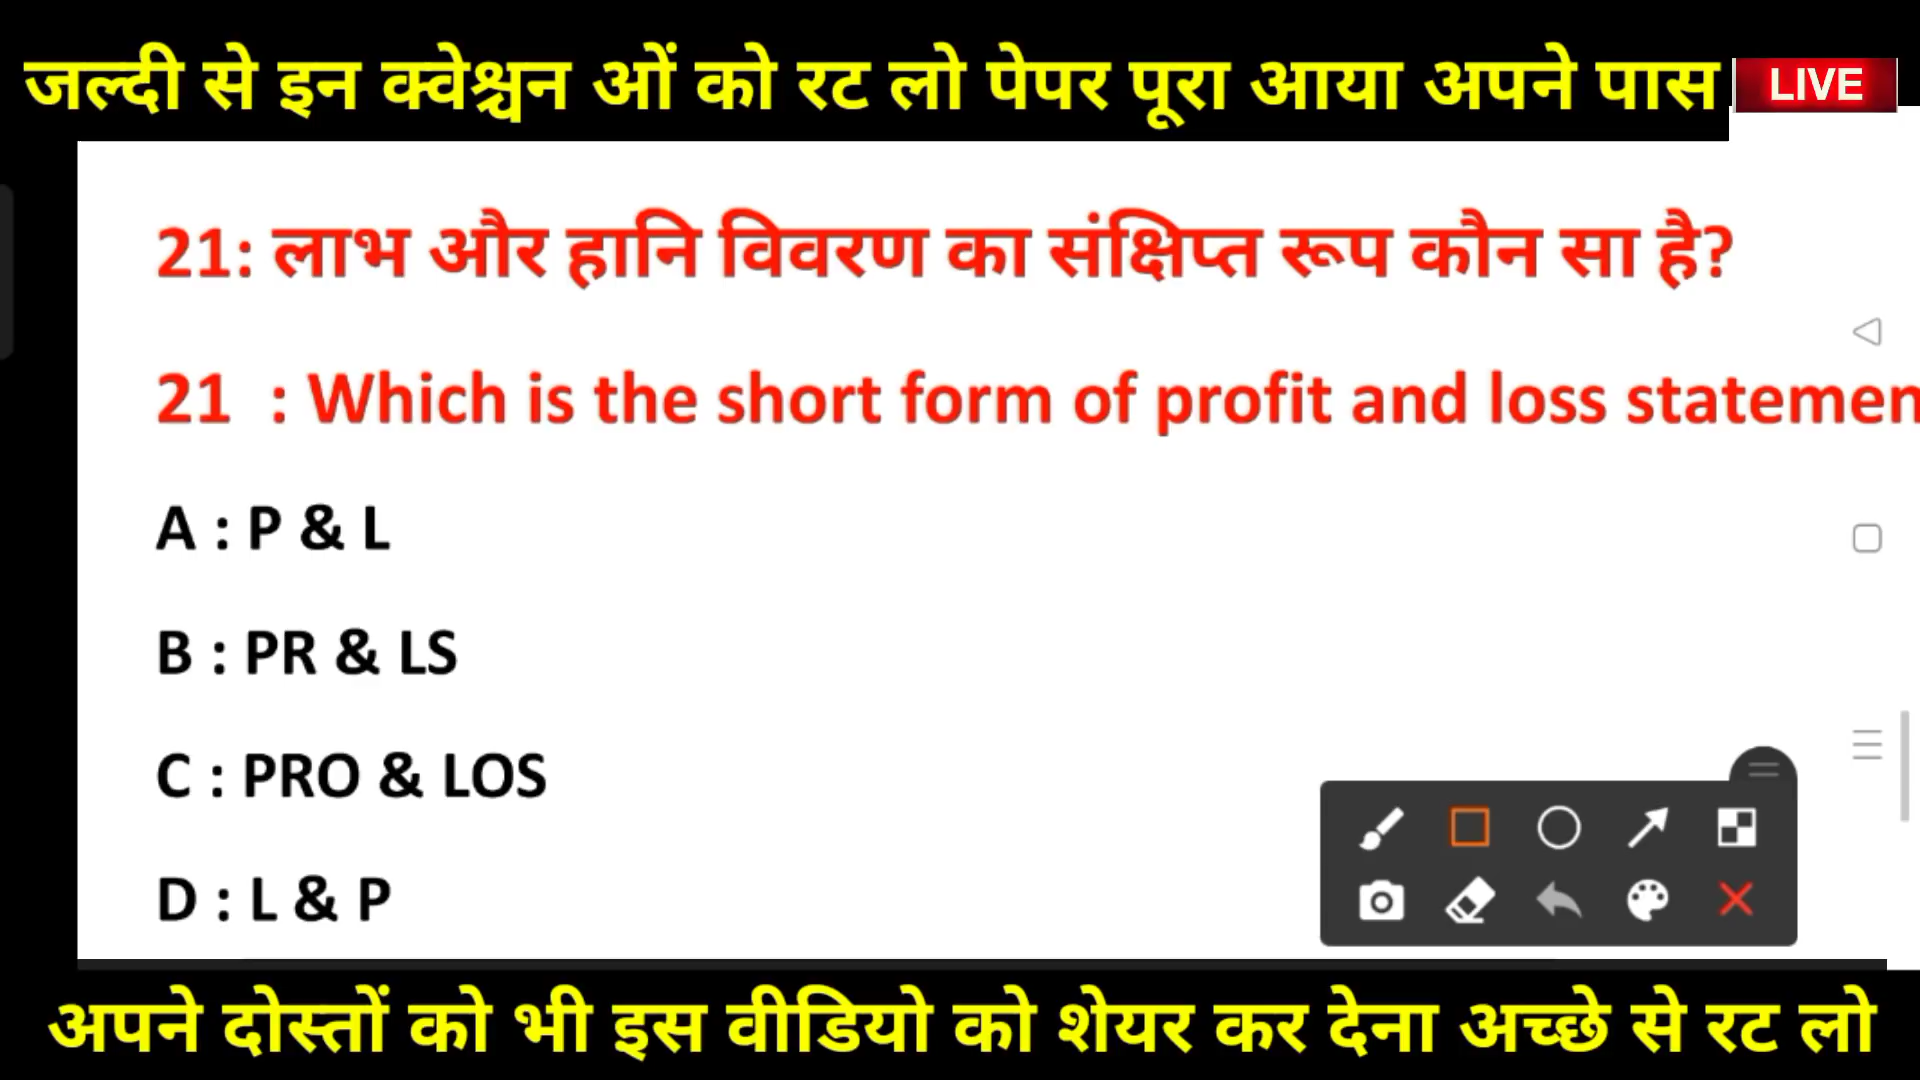 जल्दी से इन क्वेश्चन ओं को रट लो पेपर पूरा आया अपने पास LIVE
21: लाभ और हानि विवरण का संक्षिप्त रूप कौन सा है?
21 : Which is the short form of profit and loss statemen
A : P & L
B : PR & LS
C : PRO & LOS
D : L & P
अपने दोस्तों को भी इस वीडियो को शेयर कर देना अच्छे से रट लो